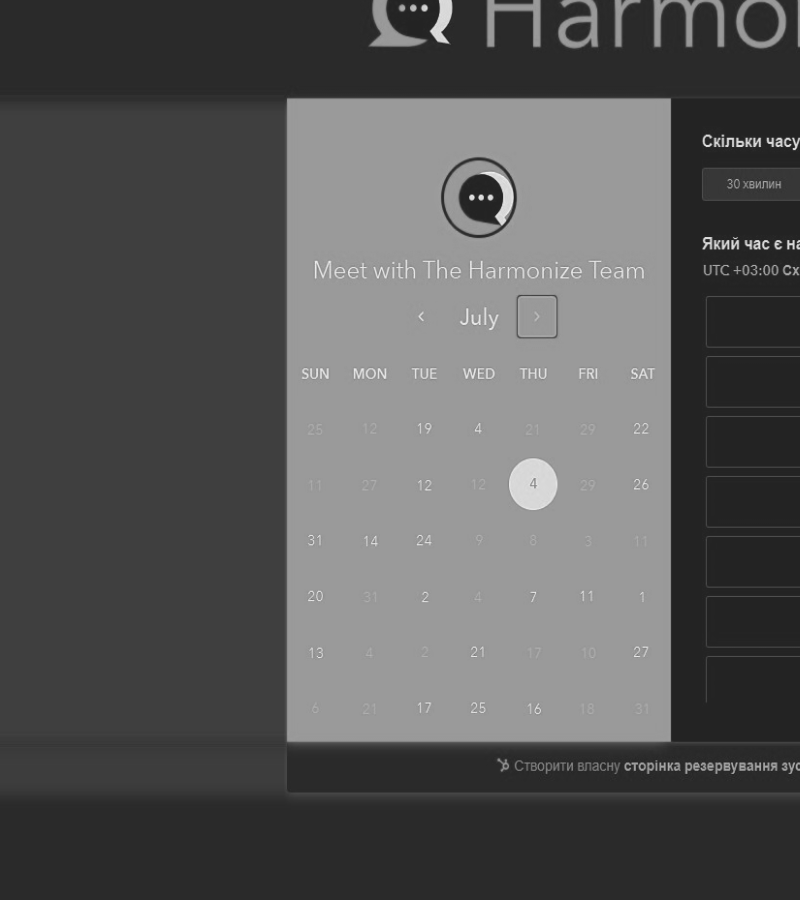 Harmo
Meet with The Harmonize Team
July
SUN MON TUE WED THU FRI SAT
25 12 19 4 21 29 22
11 27 12 12 4 29 26
31 14 24 9 8 3 11
20 31 2 4 7 11 1
13 4 2 21 17 10 27
6 21 17 25 16 18 31
Скільки часу
30 хвилин
Який час є на
UTC +03:00 Сх
Створити власну сторінка резервування зус